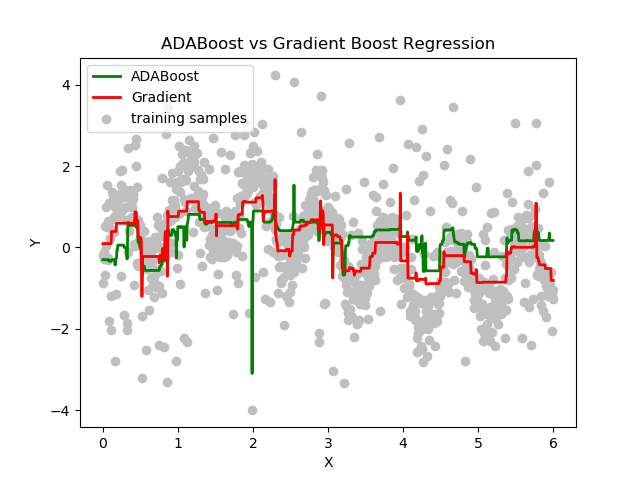 ADABoost vs Gradient Boost Regression
ADABoost
Gradient
training samples
4
2
0
−2
−4
Y
0 1 2 3 4 5 6
X